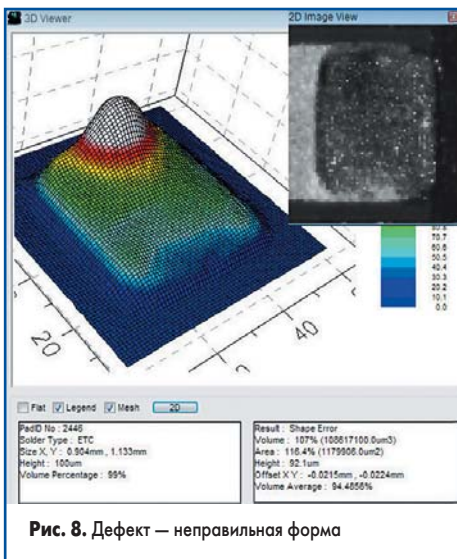 3D Viewer
2D Image View
80.8
70.7
60.6
50.5
40.4
30.3
20.2
10.1
0.0
20
0
40
Flat
Legend
Mesh
2D
PadID No : 2446
Solder Type : ETC
Size X, Y : 0.904mm , 1.133mm
Height : 100um
Volume Percentage : 99%
Result : Shape Error
Volume : 107% (108617100.0um3)
Area : 116.4% (1179906.0um2)
Height : 92.1um
Offset X Y : -0.0215mm , -0.0224mm
Volume Average : 94.4856%
Рис. 8. Дефект — неправильная форма